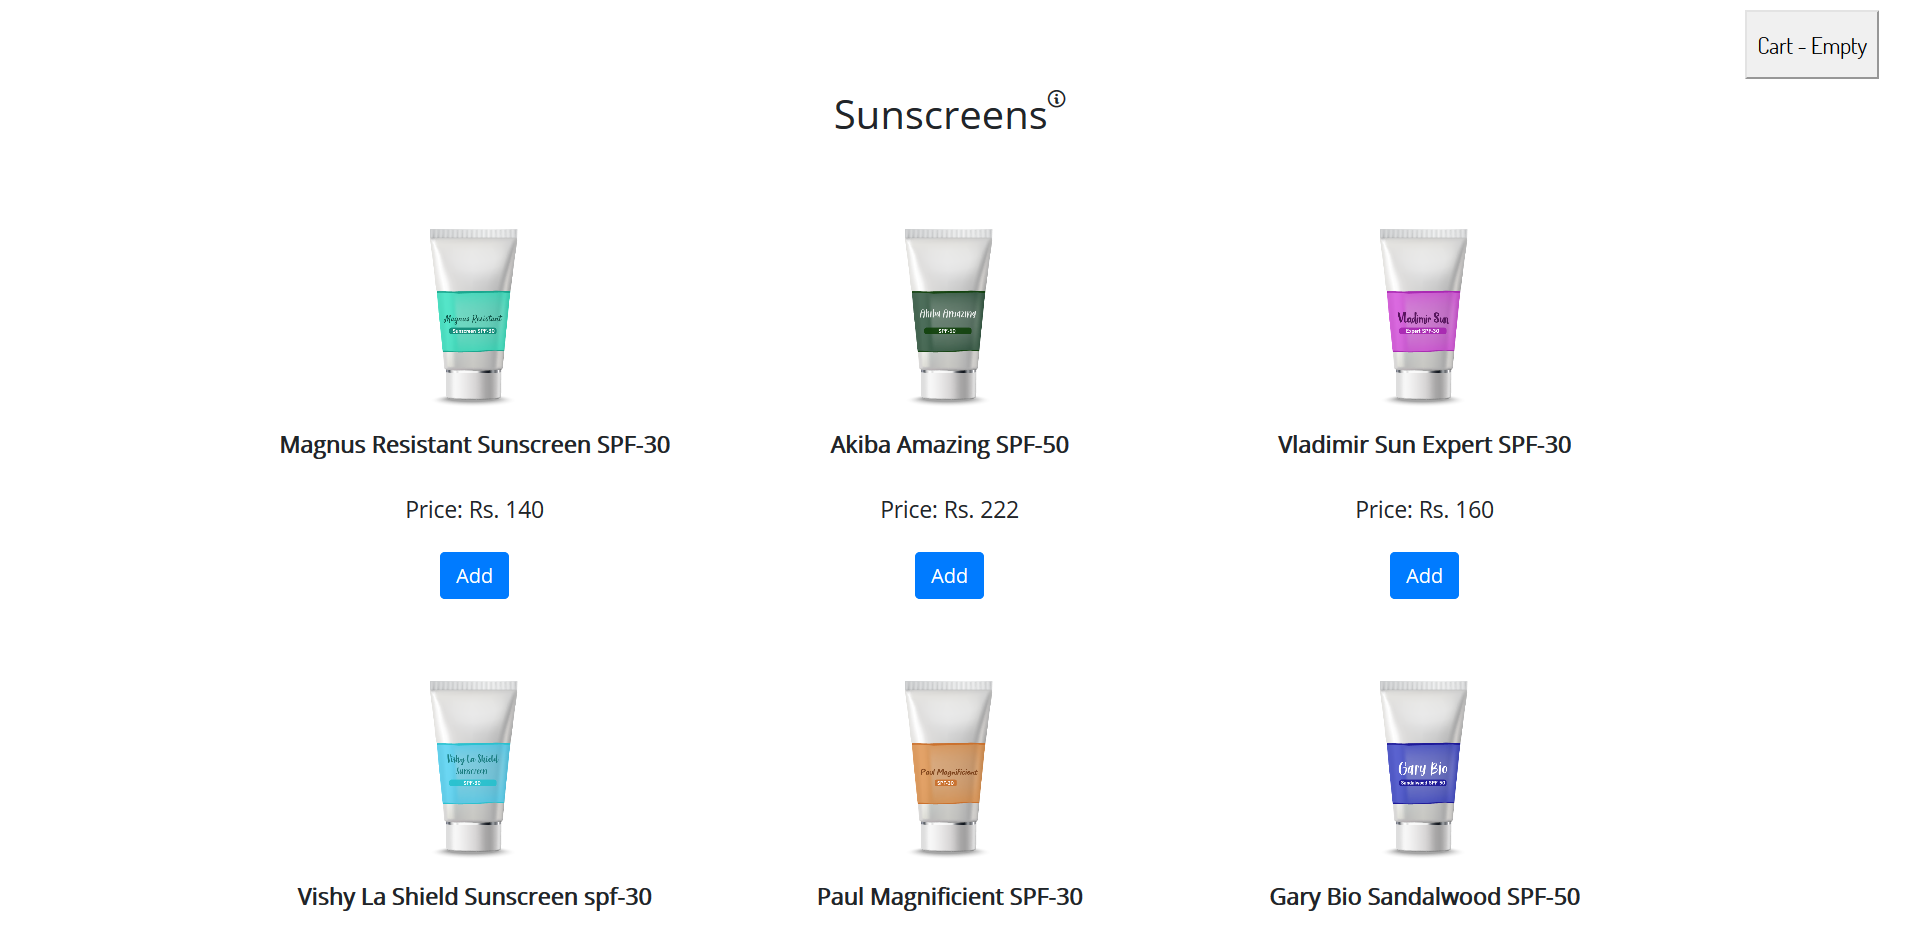 Cart - Empty
Sunscreens
Magnus Resistant
Sunscreen SPF-30
Akiba Amazing
SPF-50
Vladimir Sun
Expert SPF-30
Magnus Resistant Sunscreen SPF-30
Akiba Amazing SPF-50
Vladimir Sun Expert SPF-30
Price: Rs. 140
Price: Rs. 222
Price: Rs. 160
Add
Add
Add
Vishy La Shield
Sunscreen
SPF-30
Paul Magnificient
SPF-30
Gary Bio
Sandalwood SPF-50
Vishy La Shield Sunscreen spf-30
Paul Magnificient SPF-30
Gary Bio Sandalwood SPF-50